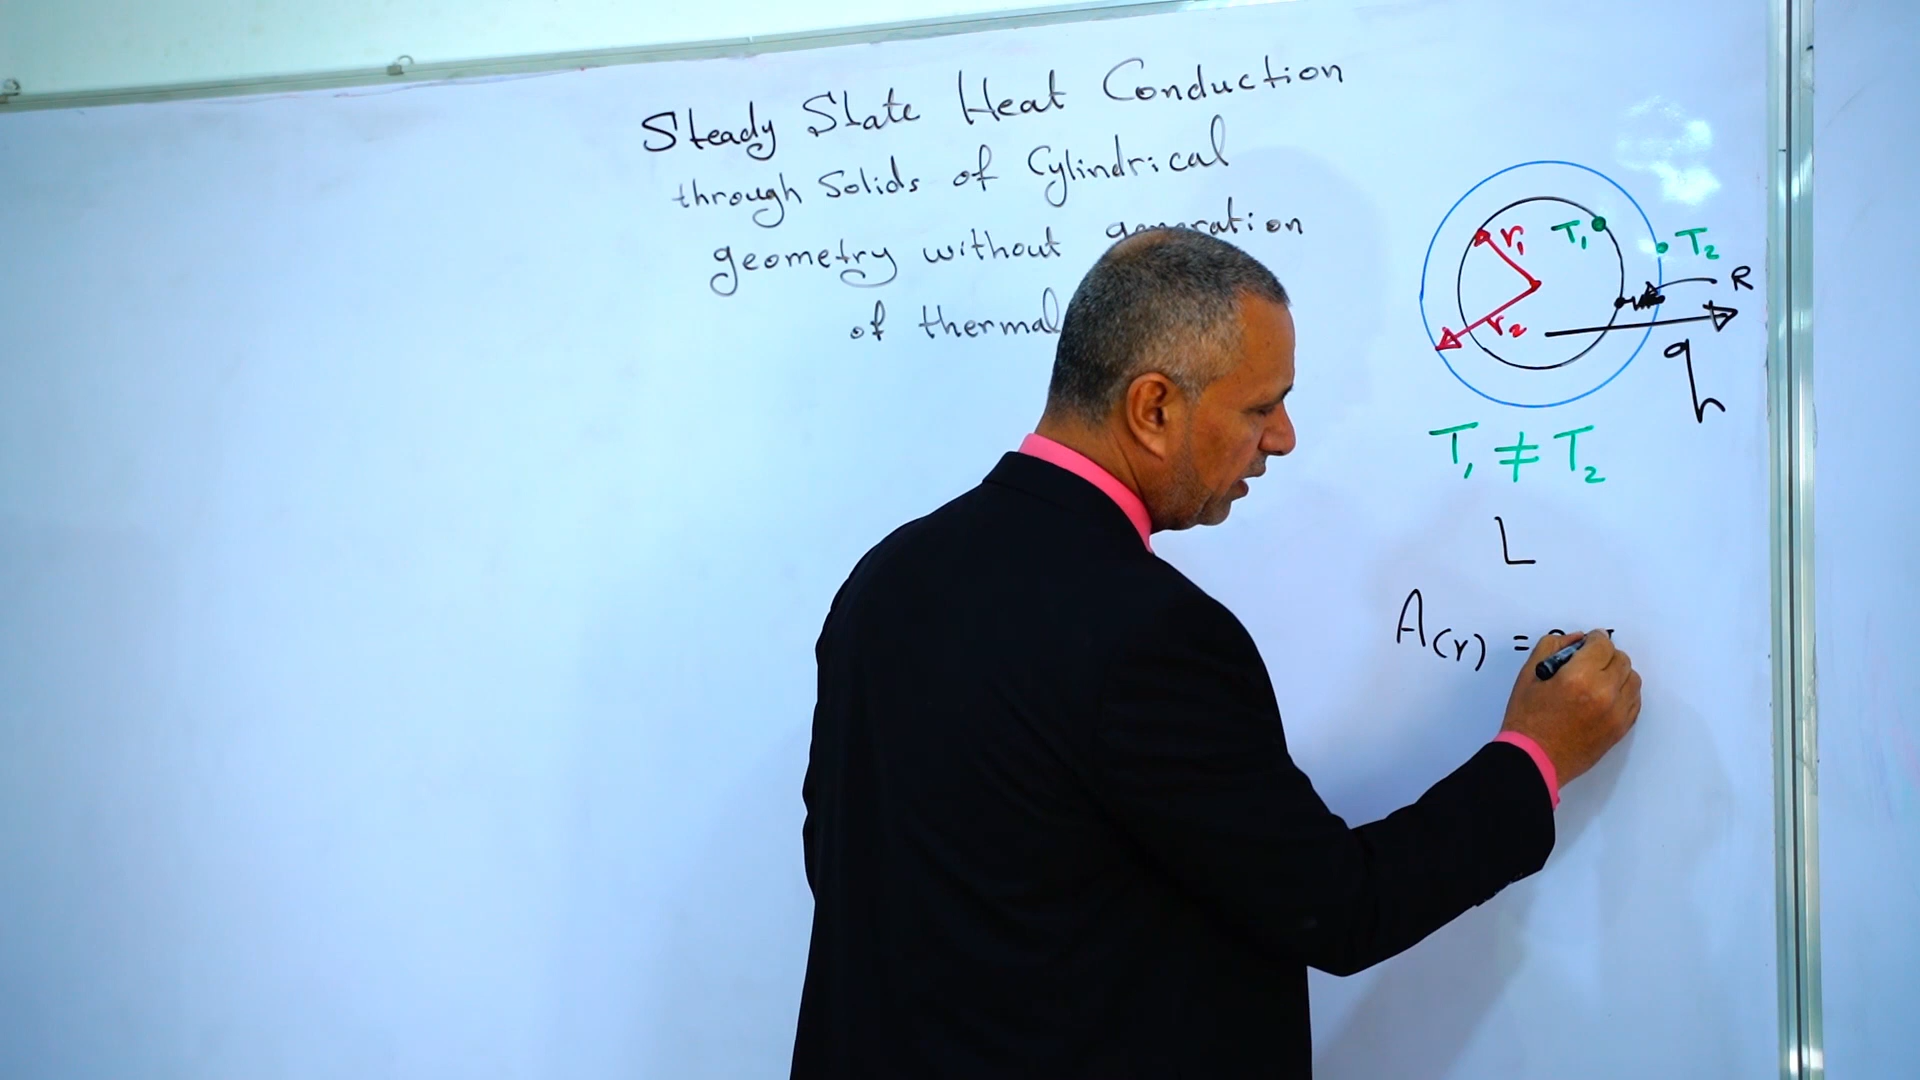 Steady State Heat Conduction
through Solids of Cylindrical
geometry without generation
of thermal
r1 T1 T2
R
r2
q
T1 ≠ T2
L
A(r) =